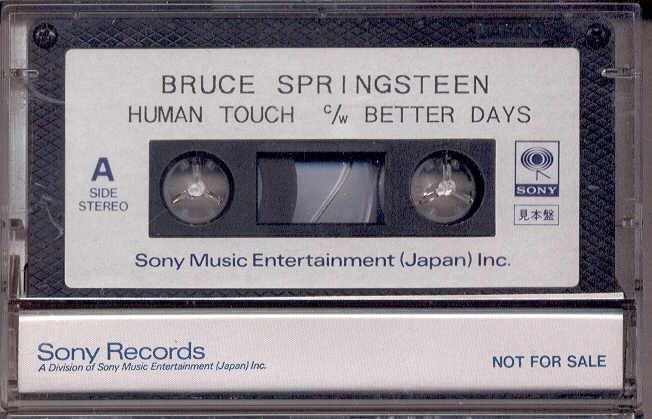 BRUCE SPRINGSTEEN
HUMAN TOUCH c/w BETTER DAYS
A
SIDE
STEREO
SONY
見本盤
Sony Music Entertainment (Japan) Inc.
Sony Records
A Division of Sony Music Entertainment (Japan) Inc.
NOT FOR SALE